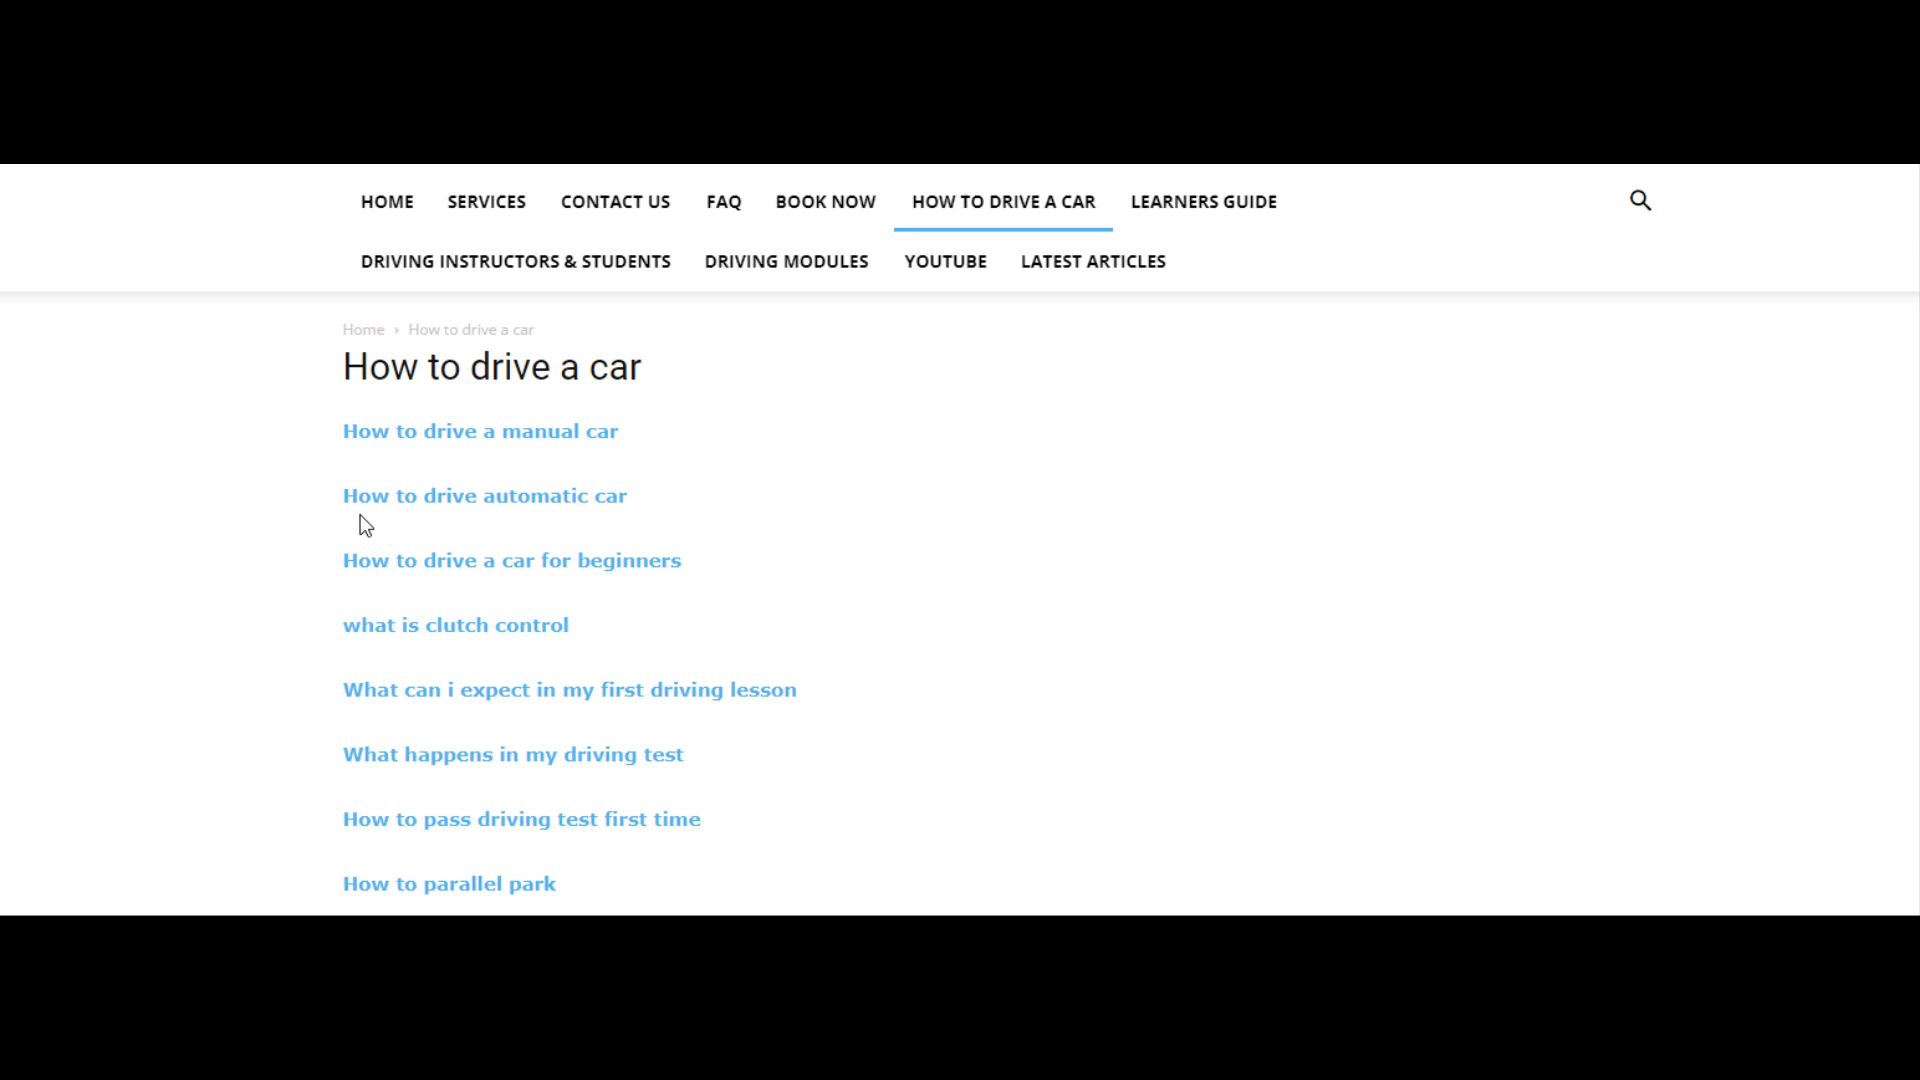 HOME SERVICES CONTACT US FAQ BOOK NOW HOW TO DRIVE A CAR LEARNERS GUIDE
DRIVING INSTRUCTORS & STUDENTS DRIVING MODULES YOUTUBE LATEST ARTICLES
Home › How to drive a car
How to drive a car
How to drive a manual car
How to drive automatic car
How to drive a car for beginners
what is clutch control
What can i expect in my first driving lesson
What happens in my driving test
How to pass driving test first time
How to parallel park